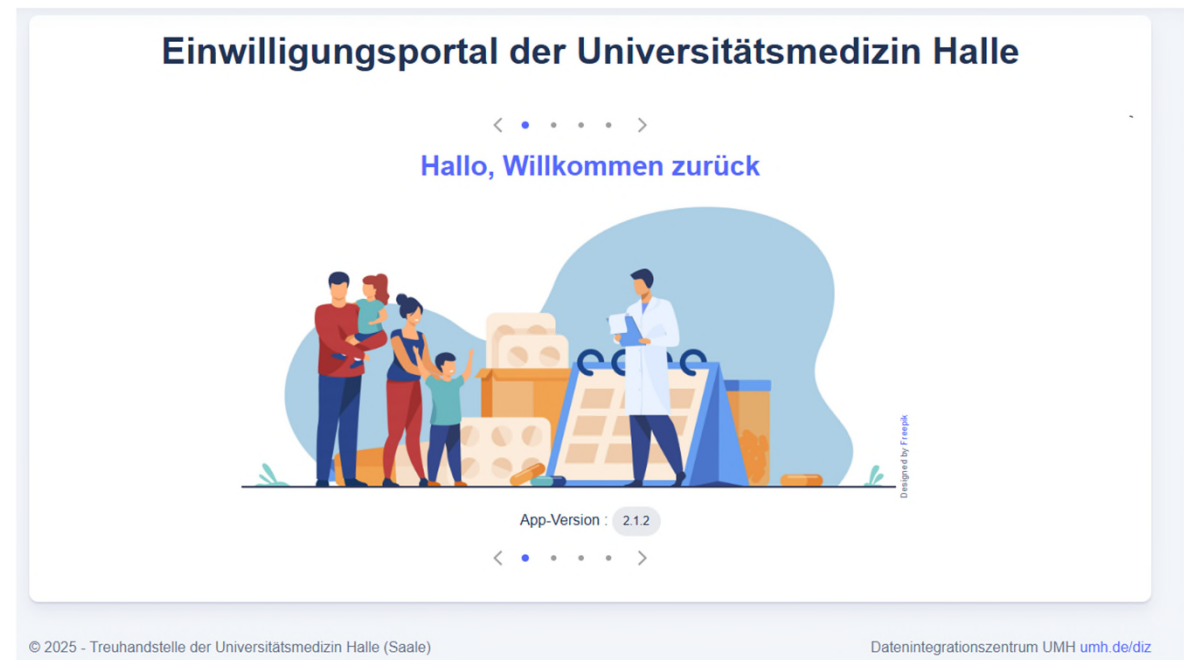 Einwilligungsportal der Universitätsmedizin Halle
Hallo, Willkommen zurück
Designed by Freepik
App-Version : 2.1.2
© 2025 - Treuhandstelle der Universitätsmedizin Halle (Saale)
Datenintegrationszentrum UMH umh.de/diz